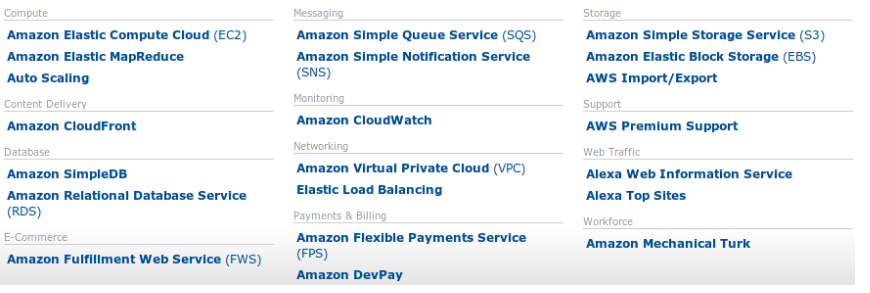 Compute
Amazon Elastic Compute Cloud (EC2)
Amazon Elastic MapReduce
Auto Scaling
Content Delivery
Amazon CloudFront
Database
Amazon SimpleDB
Amazon Relational Database Service
(RDS)
E-Commerce
Amazon Fulfillment Web Service (FWS)
Messaging
Amazon Simple Queue Service (SQS)
Amazon Simple Notification Service
(SNS)
Monitoring
Amazon CloudWatch
Networking
Amazon Virtual Private Cloud (VPC)
Elastic Load Balancing
Payments & Billing
Amazon Flexible Payments Service
(FPS)
Amazon DevPay
Storage
Amazon Simple Storage Service (S3)
Amazon Elastic Block Storage (EBS)
AWS Import/Export
Support
AWS Premium Support
Web Traffic
Alexa Web Information Service
Alexa Top Sites
Workforce
Amazon Mechanical Turk